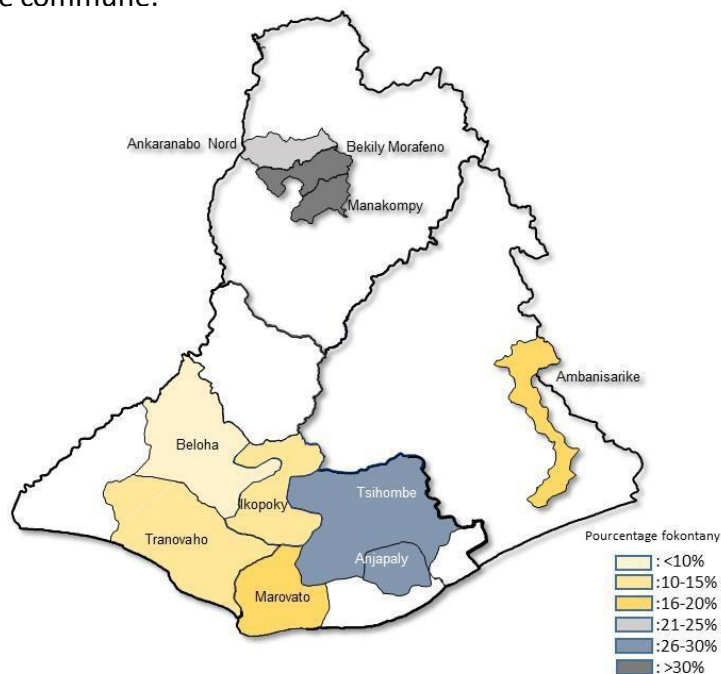 e commune.
Ankaranabo Nord
Bekily Morafeno
Manakompy
Ambanisarike
Beloha
Tsihombe
Ikopoky
Tranovaho
Anjapaly
Marovato
Pourcentage fokontany
: <10%
:10-15%
:16-20%
:21-25%
:26-30%
: >30%